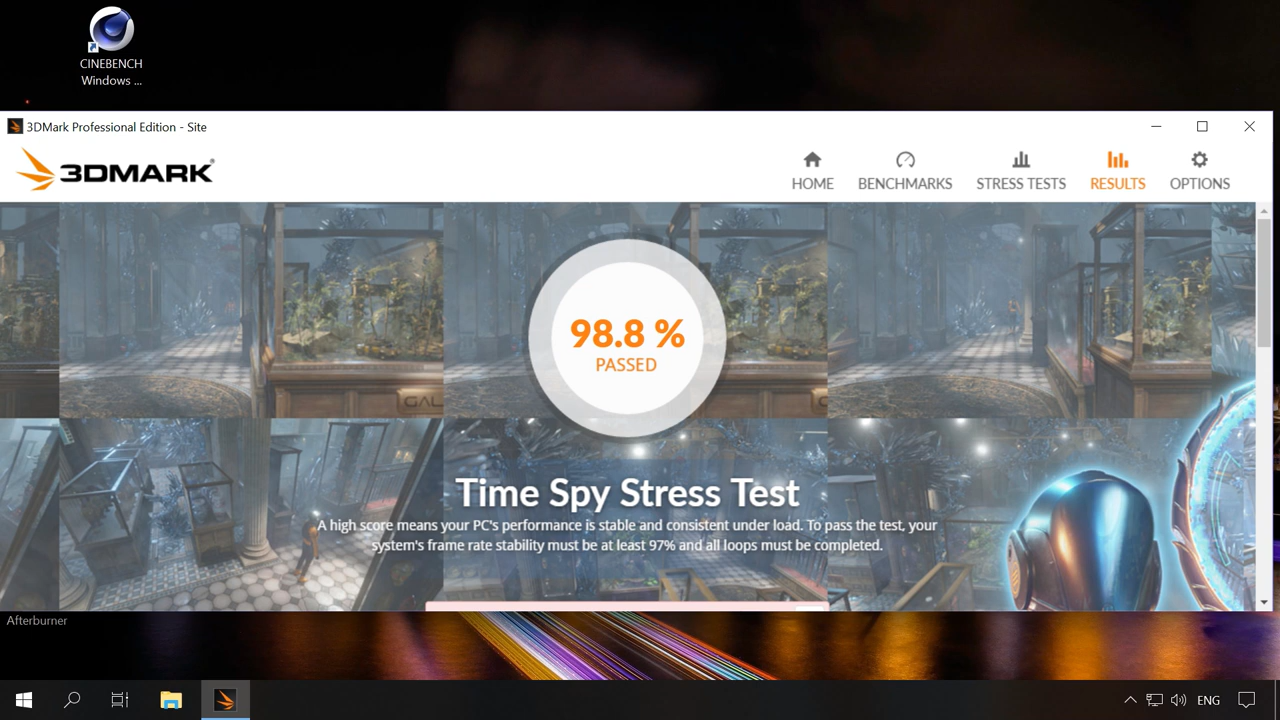 CINEBENCH
Windows ...
3DMark Professional Edition - Site
3DMARK®
HOME
BENCHMARKS
STRESS TESTS
RESULTS
OPTIONS
98.8 %
PASSED
Time Spy Stress Test
A high score means your PC's performance is stable and consistent under load. To pass the test, your
system's frame rate stability must be at least 97% and all loops must be completed.
Afterburner
ENG